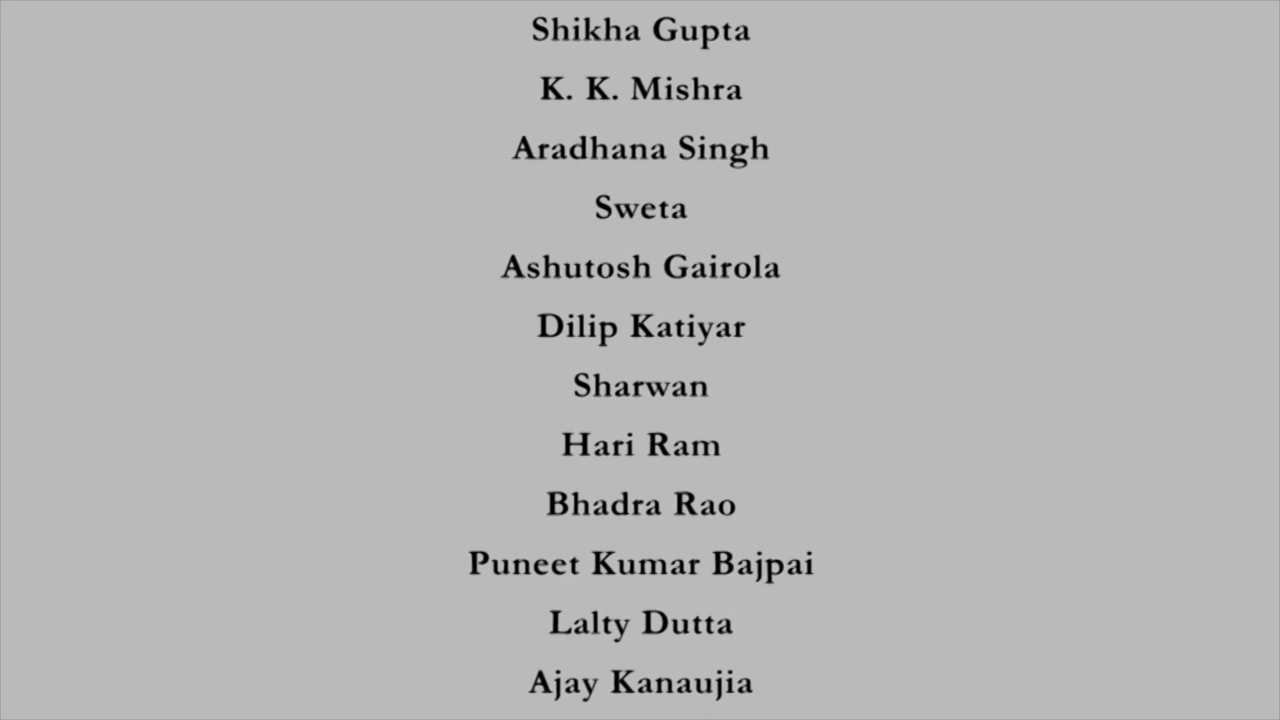 Shikha Gupta
K. K. Mishra
Aradhana Singh
Sweta
Ashutosh Gairola
Dilip Katiyar
Sharwan
Hari Ram
Bhadra Rao
Puneet Kumar Bajpai
Lalty Dutta
Ajay Kanaujia